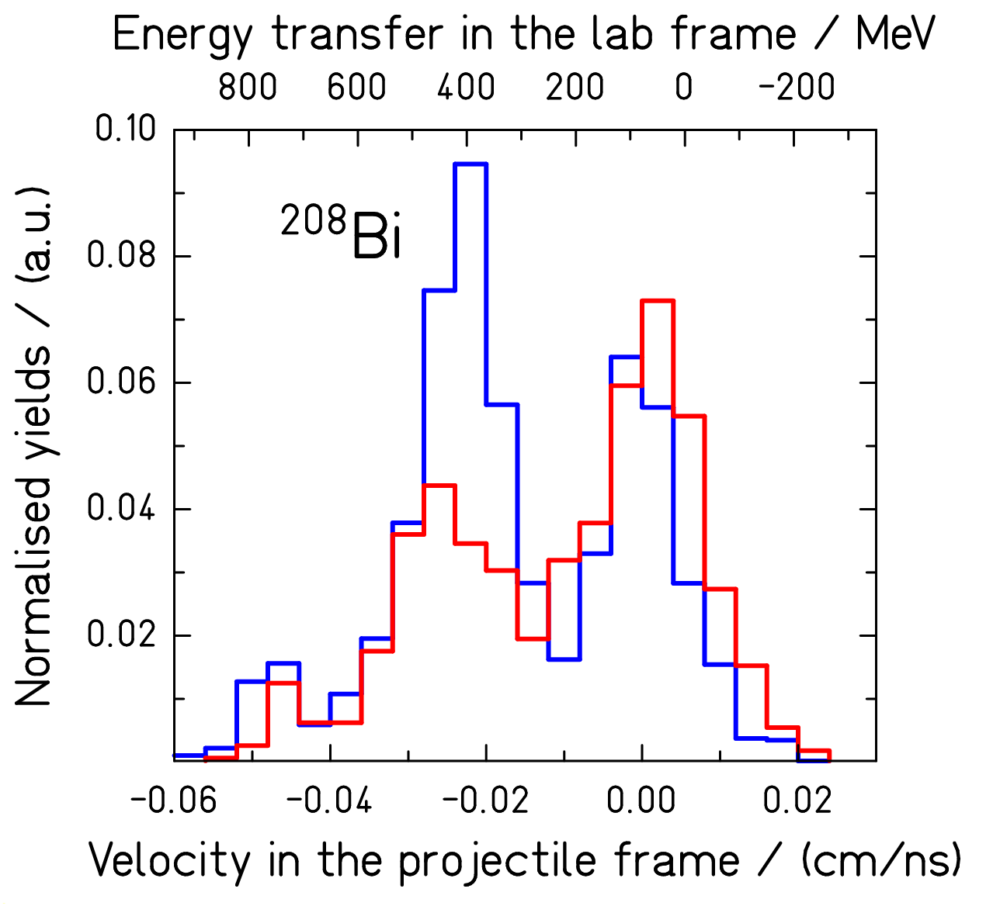 Energy transfer in the lab frame / MeV
800 600 400 200 0 −200
0.10
0.08
0.06
0.04
0.02
Normalised yields / (a.u.)
²⁰⁸Bi
−0.06 −0.04 −0.02 0.00 0.02
Velocity in the projectile frame / (cm/ns)